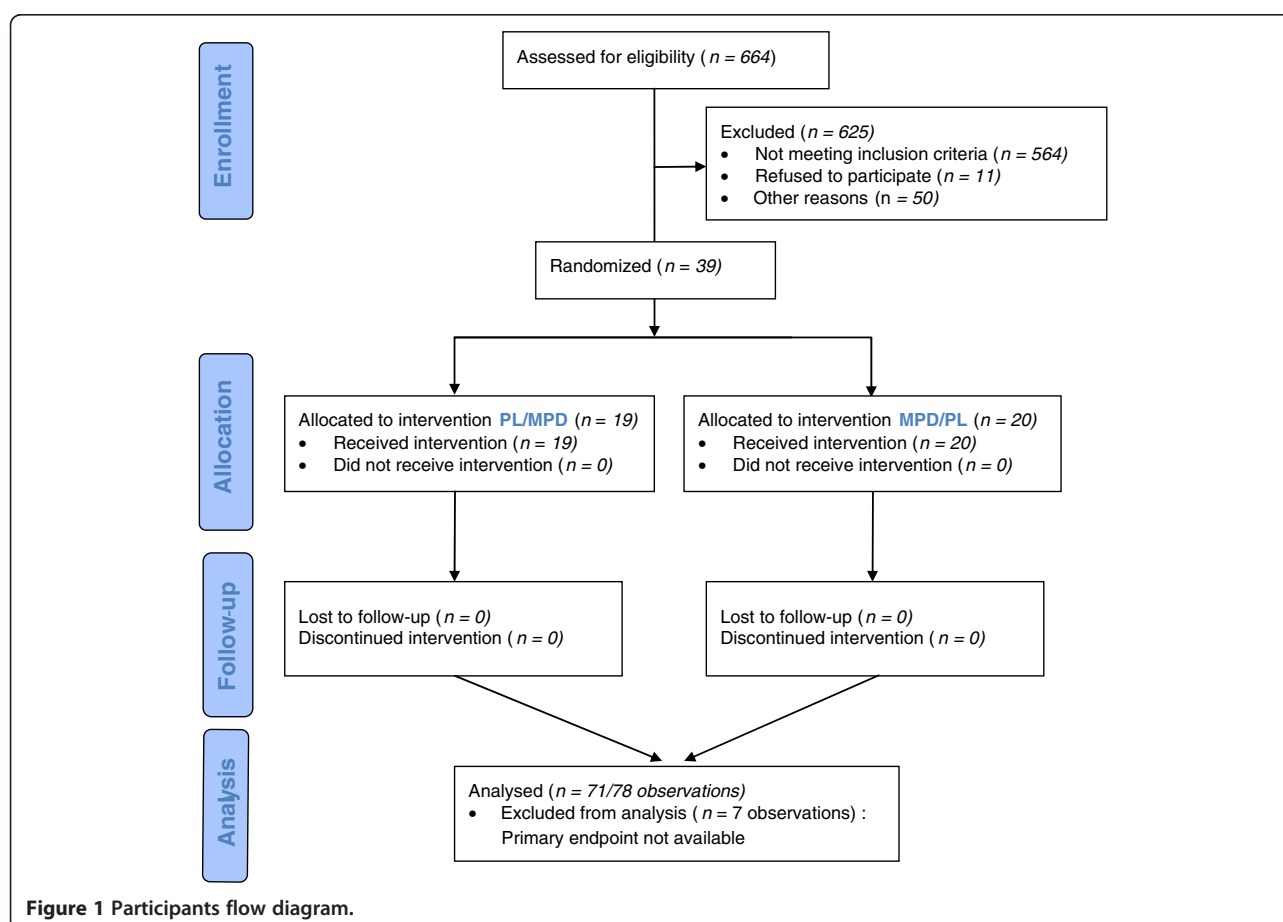 Enrollment
Assessed for eligibility (n = 664)
Excluded (n = 625)
• Not meeting inclusion criteria (n = 564)
• Refused to participate (n = 11)
• Other reasons (n = 50)
Randomized (n = 39)
Allocation
Allocated to intervention PL/MPD (n = 19)
• Received intervention (n = 19)
• Did not receive intervention (n = 0)
Allocated to intervention MPD/PL (n = 20)
• Received intervention (n = 20)
• Did not receive intervention (n = 0)
Follow-up
Lost to follow-up (n = 0)
Discontinued intervention (n = 0)
Lost to follow-up (n = 0)
Discontinued intervention (n = 0)
Analysis
Analysed (n = 71/78 observations)
• Excluded from analysis (n = 7 observations) :
Primary endpoint not available
Figure 1 Participants flow diagram.